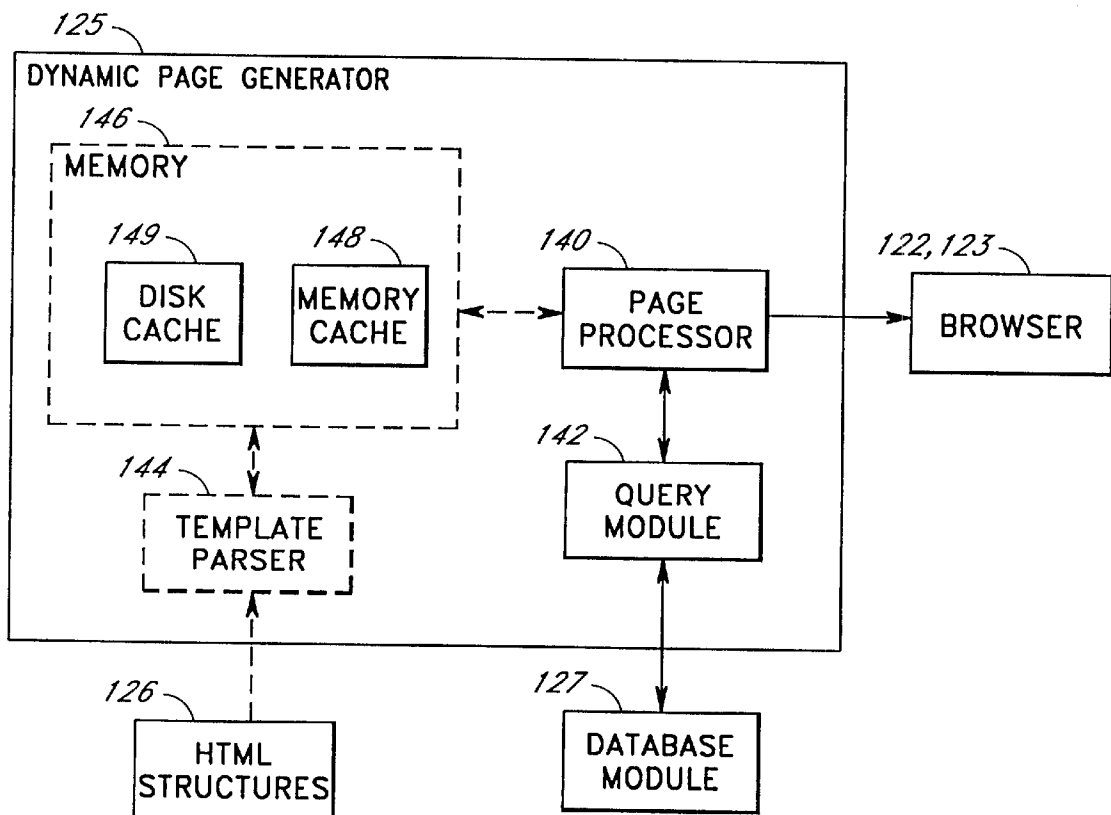 125
DYNAMIC PAGE GENERATOR
146
MEMORY
149
DISK
CACHE
148
MEMORY
CACHE
140
PAGE
PROCESSOR
122,123
BROWSER
144
TEMPLATE
PARSER
142
QUERY
MODULE
126
HTML
STRUCTURES
127
DATABASE
MODULE